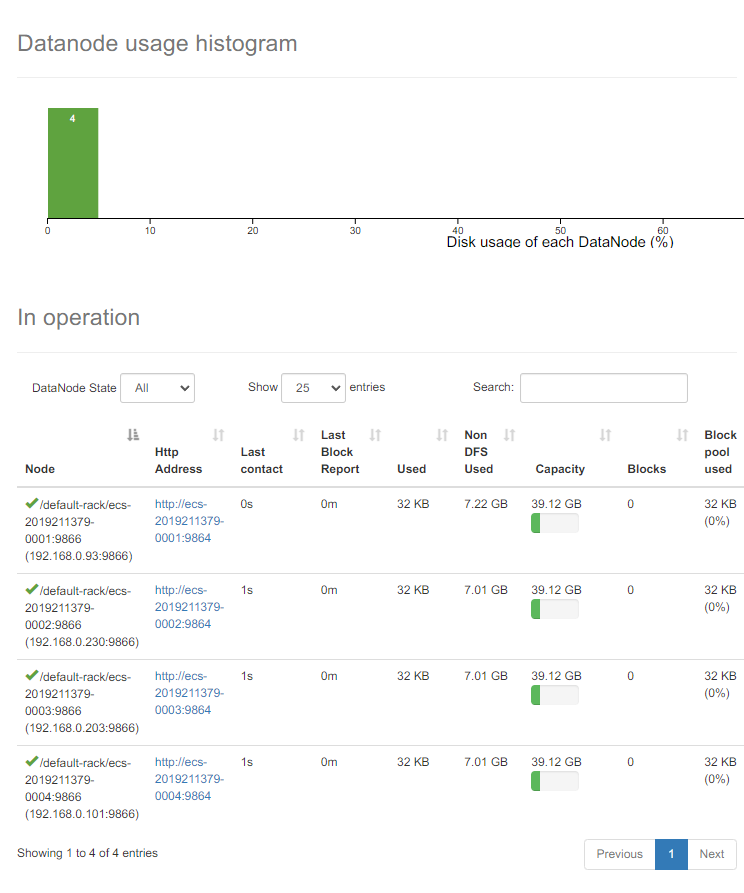 Datanode usage histogram
4
0 10 20 30 40 50 60
Disk usage of each DataNode (%)
In operation
DataNode State All Show 25 entries Search:
Node Http Address Last contact Last Block Report Used Non DFS Used Capacity Blocks Block pool used
/default-rack/ecs- http://ecs- 0s 0m 32 KB 7.22 GB 39.12 GB 0 32 KB
2019211379- 2019211379- (0%)
0001:9866 0001:9864
(192.168.0.93:9866)
/default-rack/ecs- http://ecs- 1s 0m 32 KB 7.01 GB 39.12 GB 0 32 KB
2019211379- 2019211379- (0%)
0002:9866 0002:9864
(192.168.0.230:9866)
/default-rack/ecs- http://ecs- 1s 0m 32 KB 7.01 GB 39.12 GB 0 32 KB
2019211379- 2019211379- (0%)
0003:9866 0003:9864
(192.168.0.203:9866)
/default-rack/ecs- http://ecs- 1s 0m 32 KB 7.01 GB 39.12 GB 0 32 KB
2019211379- 2019211379- (0%)
0004:9866 0004:9864
(192.168.0.101:9866)
Showing 1 to 4 of 4 entries Previous 1 Next